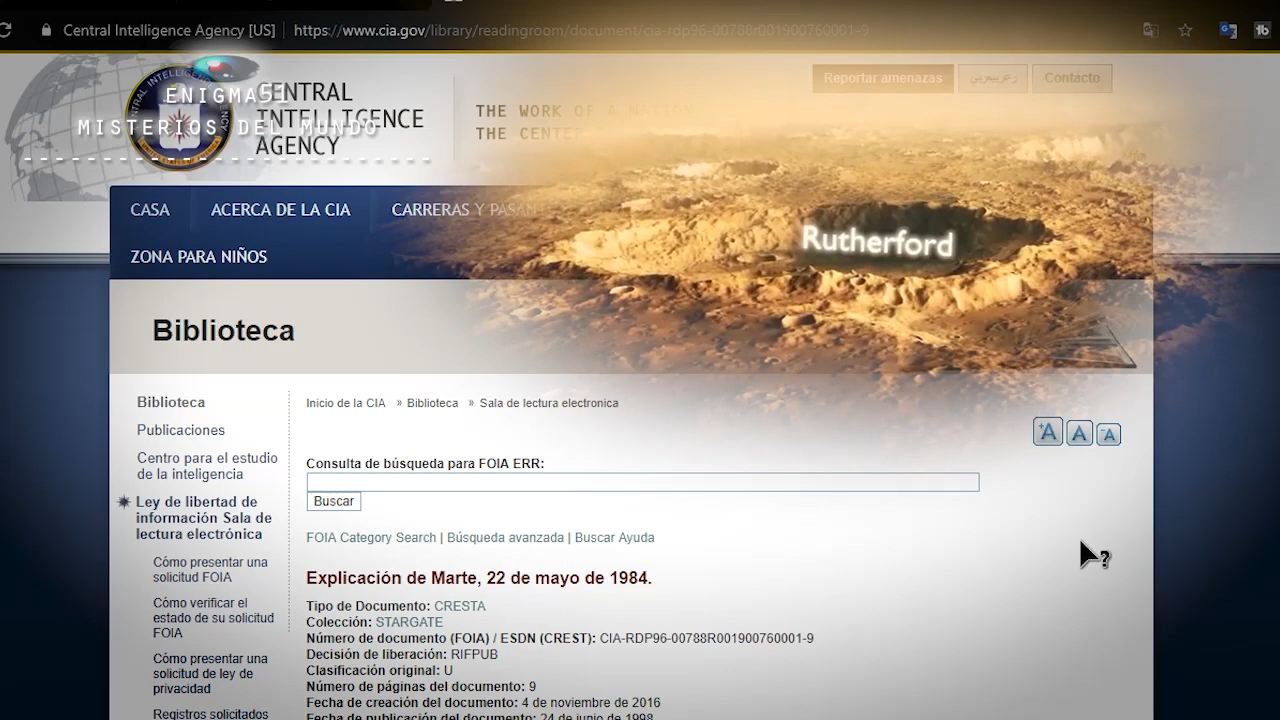 Central Intelligence Agency [US]
https://www.cia.gov/library/readingroom/document/cia-rdp96-00788r001900760001-9
ENIGMA51
MISTERIOS DEL MUNDO
CENTRAL
INTELLIGENCE
AGENCY
THE WORK OF A NATION
THE CENTE
Reportar amenazas
Contacto
CASA
ACERCA DE LA CIA
CARRERAS Y PASAN
ZONA PARA NIÑOS
Rutherford
Biblioteca
Biblioteca
Publicaciones
Centro para el estudio
de la inteligencia
Ley de libertad de
información Sala de
lectura electrónica
Cómo presentar una
solicitud FOIA
Cómo verificar el
estado de su solicitud
FOIA
Cómo presentar una
solicitud de ley de
privacidad
Registros solicitados
Inicio de la CIA » Biblioteca » Sala de lectura electronica
+A A -A
Consulta de búsqueda para FOIA ERR:
Buscar
FOIA Category Search | Búsqueda avanzada | Buscar Ayuda
Explicación de Marte, 22 de mayo de 1984.
Tipo de Documento: CRESTA
Colección: STARGATE
Número de documento (FOIA) / ESDN (CREST): CIA-RDP96-00788R001900760001-9
Decisión de liberación: RIFPUB
Clasificación original: U
Número de páginas del documento: 9
Fecha de creación del documento: 4 de noviembre de 2016
Fecha de publicación del documento: 24 de junio de 1998